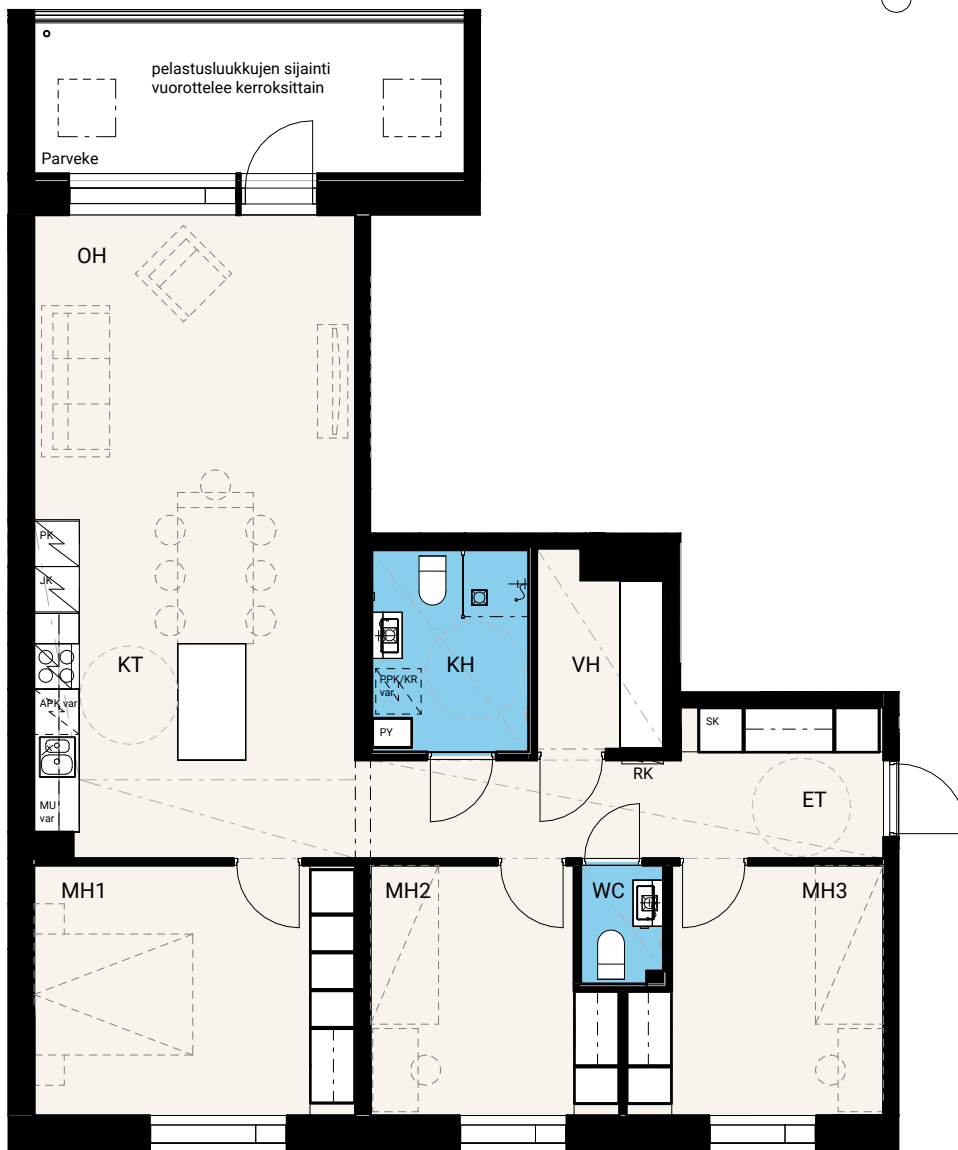 pelastusluukkujen sijainti
vuorottelee kerroksittain
Parveke
OH
PK
JK
KT
KH
VH
APK var
PPK/KR
var
PY
SK
RK
ET
MU
var
MH1
MH2
WC
MH3